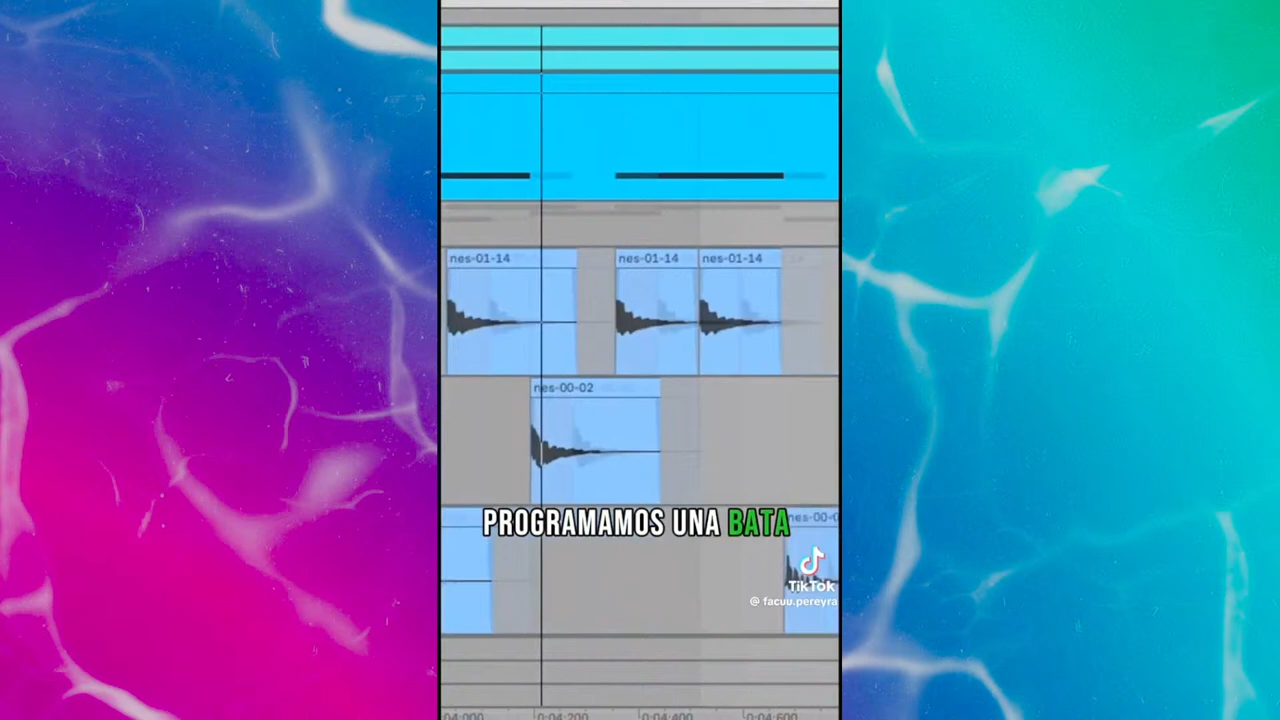 nes-01-14
nes-01-14
nes-01-14
nes-00-02
PROGRAMAMOS UNA BATA
nes-00-0
TikTok
@ facuu.pereyra
0:04:200
0:04:400
0:04:600